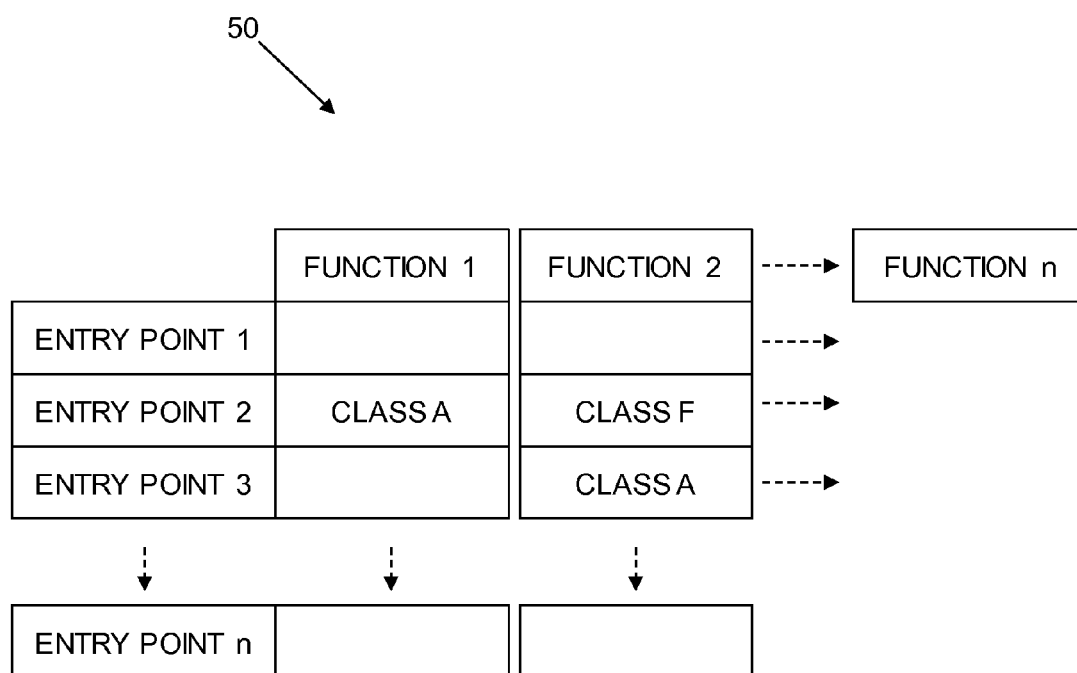 50
FUNCTION 1 FUNCTION 2 FUNCTION n
ENTRY POINT 1
ENTRY POINT 2 CLASS A CLASS F
ENTRY POINT 3 CLASS A
ENTRY POINT n